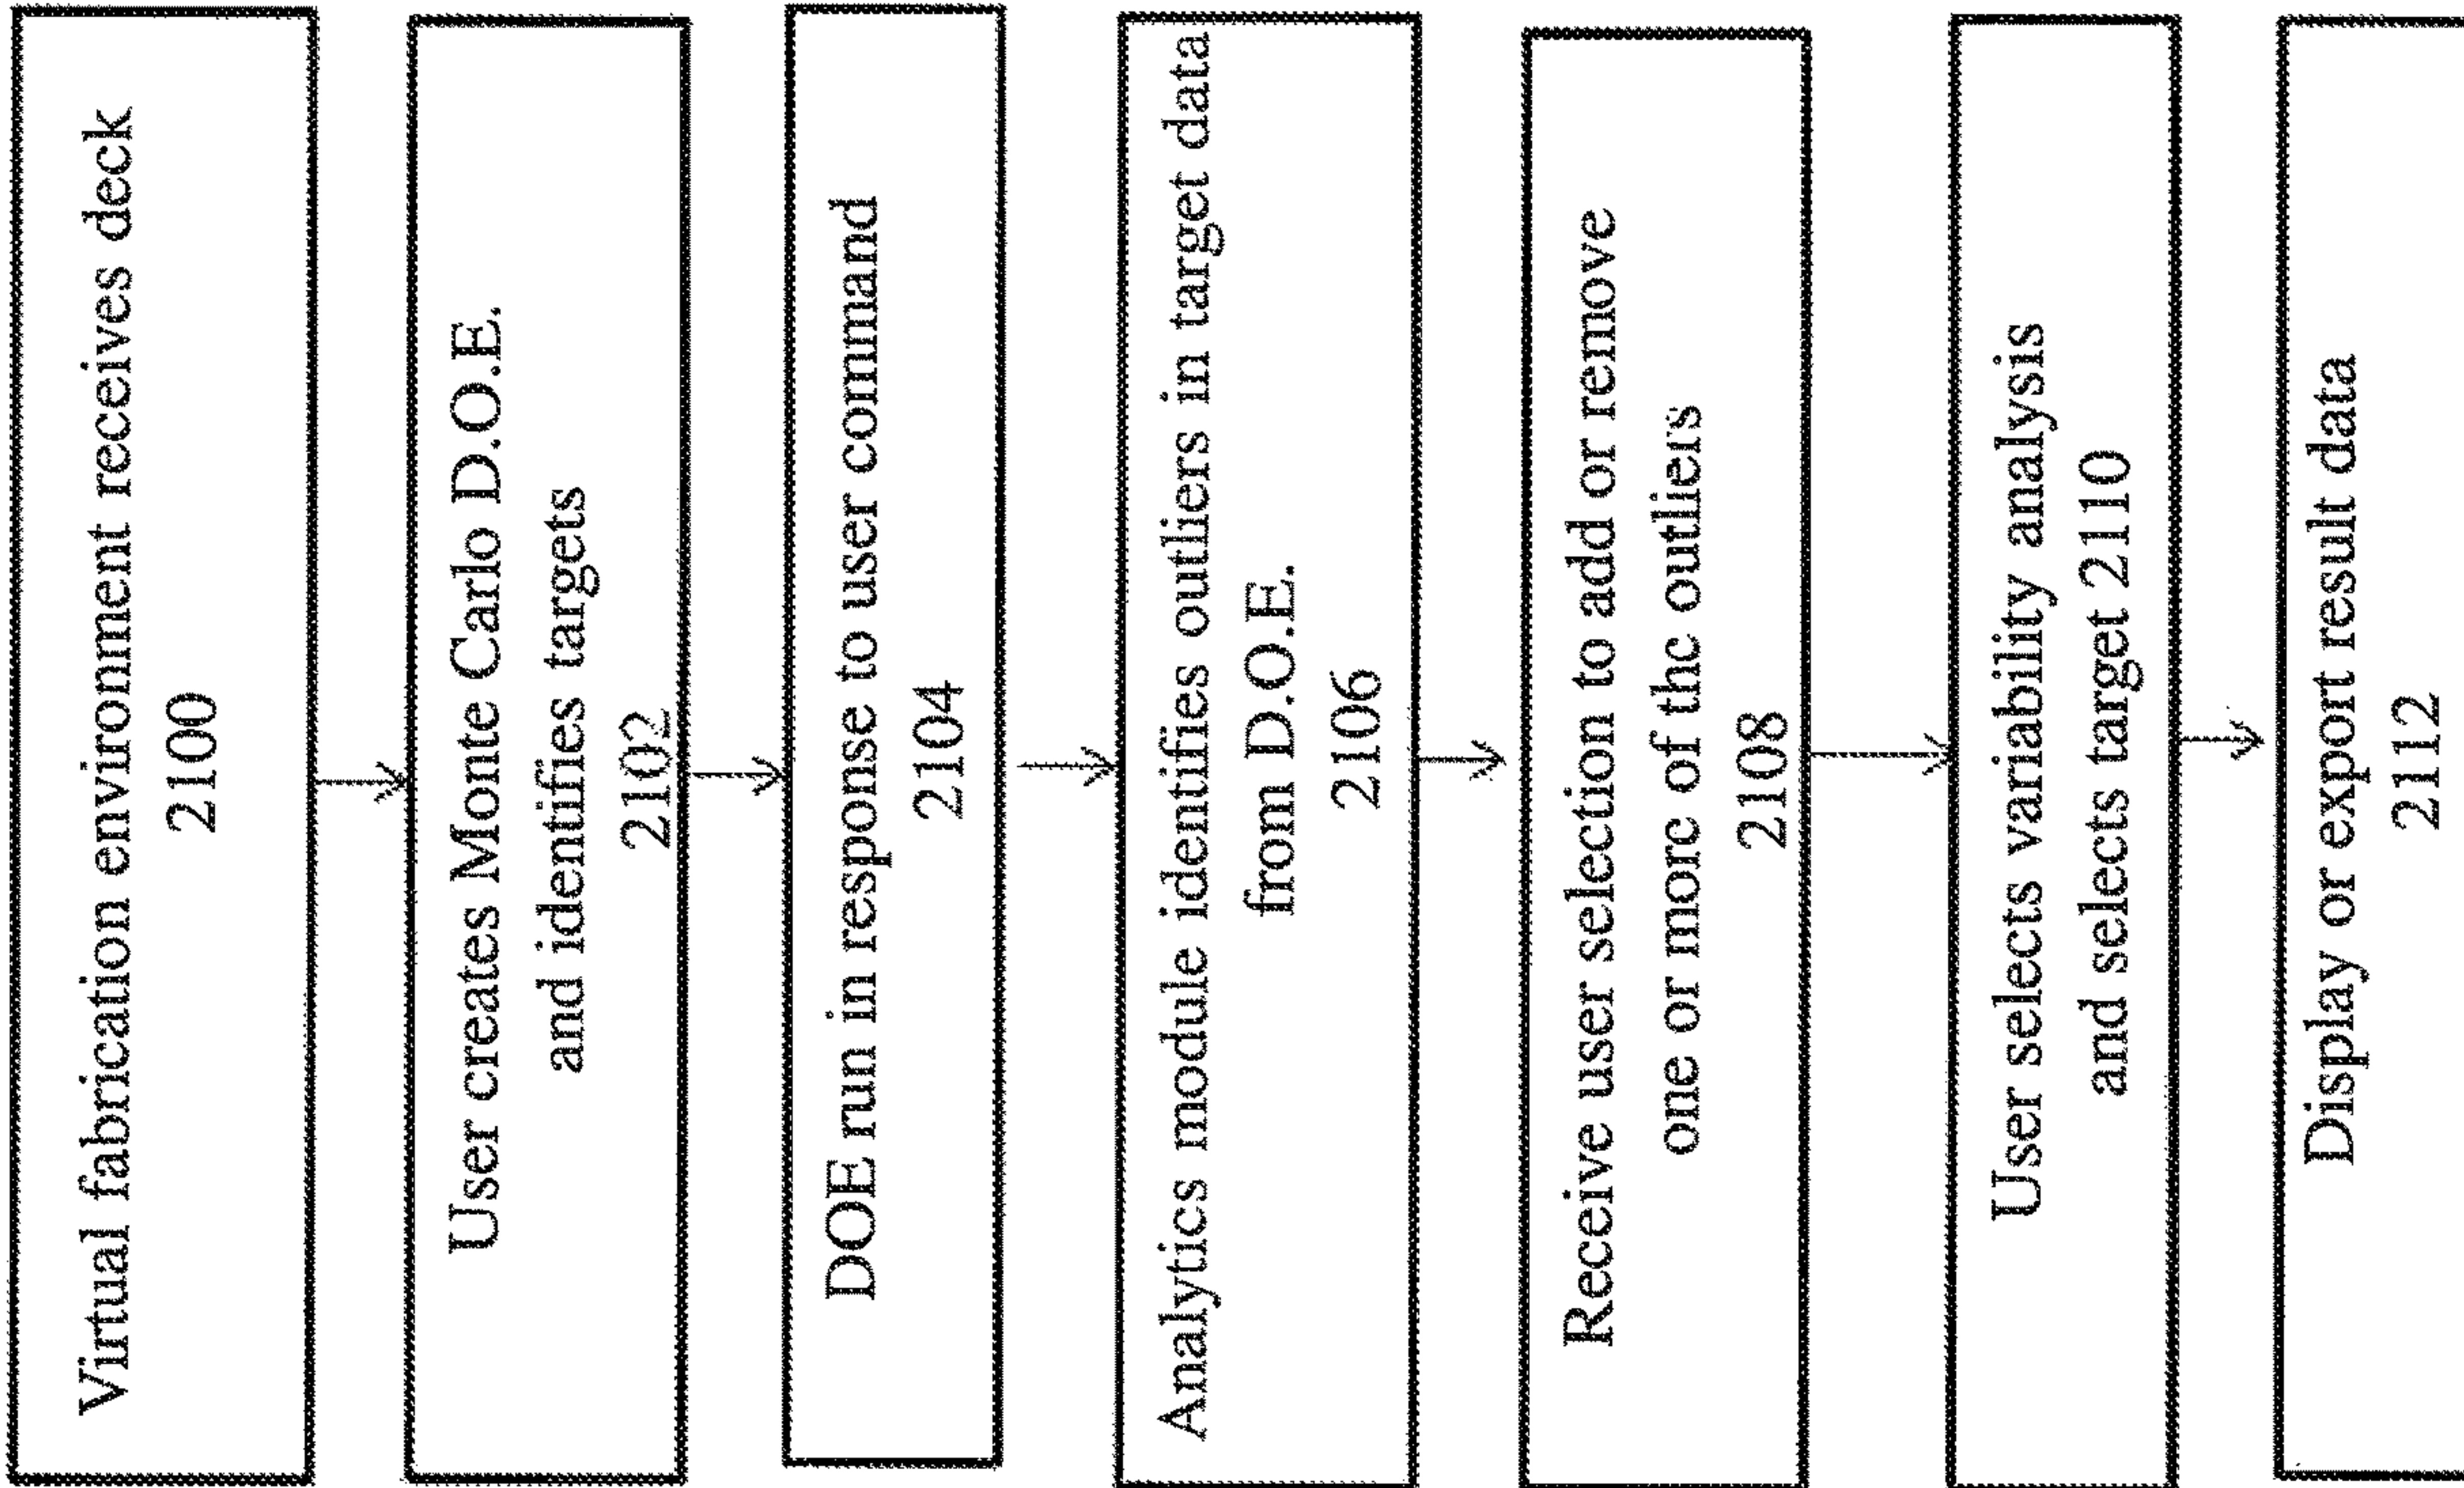 Virtual fabrication environment receives deck
2100
User creates Monte Carlo D.O.E.
and identifies targets
2102
DOE run in response to user command
2104
Analytics module identifies outliers in target data
from D.O.E.
2106
Receive user selection to add or remove
one or more of the outliers
2108
User selects variability analysis
and selects target 2110
Display or export result data
2112